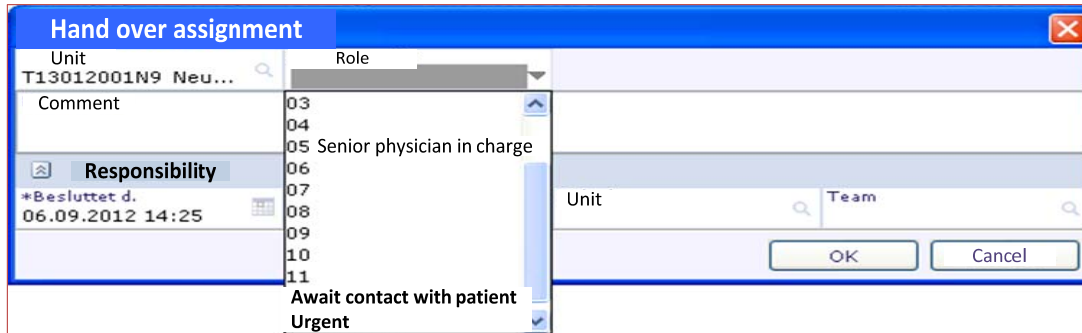 Hand over assignment
Unit
Role
T13012001N9 Neu...
Comment
03
04
05 Senior physician in charge
06
07
08
09
10
11
Await contact with patient
Urgent
Responsibility
*Besluttet d.
06.09.2012 14:25
Unit
Team
OK
Cancel